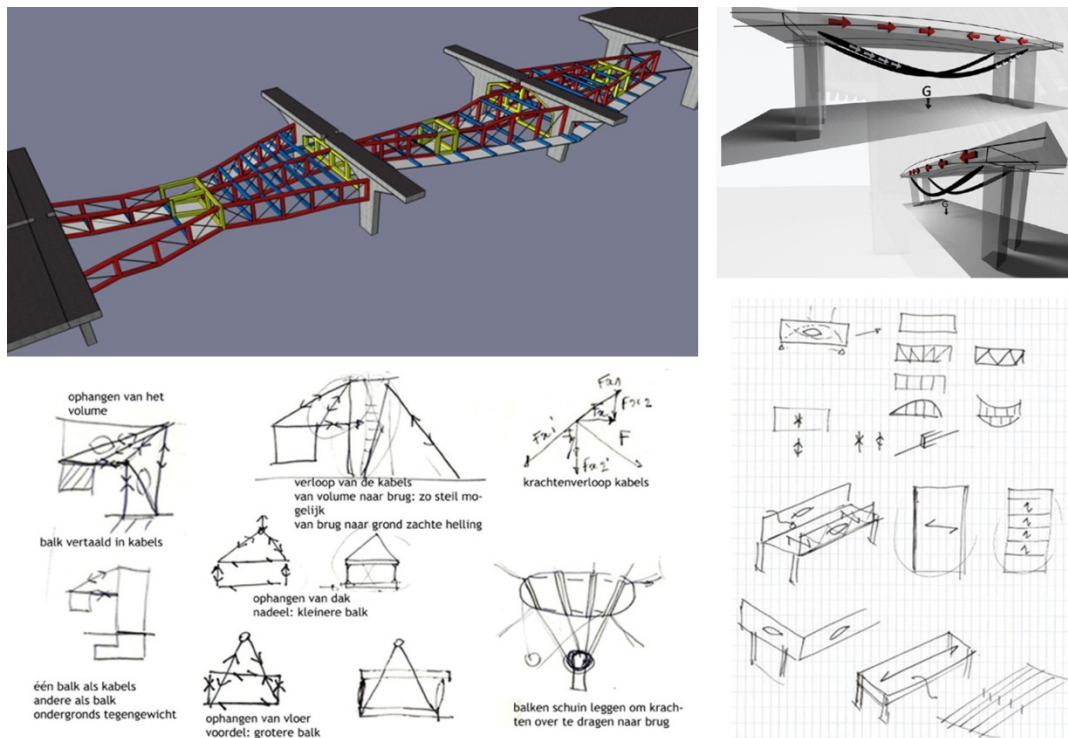 G
G
ophangen van het
volume
balk vertaald in kabels
verloop van de kabels
van volume naar brug: zo steil mo-
gelijk
van brug naar grond zachte helling
F
krachtenverloop kabels
ophangen van dak
nadeel: kleinere balk
één balk als kabels
andere als balk
ondergronds tegengewicht
ophangen van vloer
voordel: grotere balk
balken schuin leggen om krach-
ten over te dragen naar brug